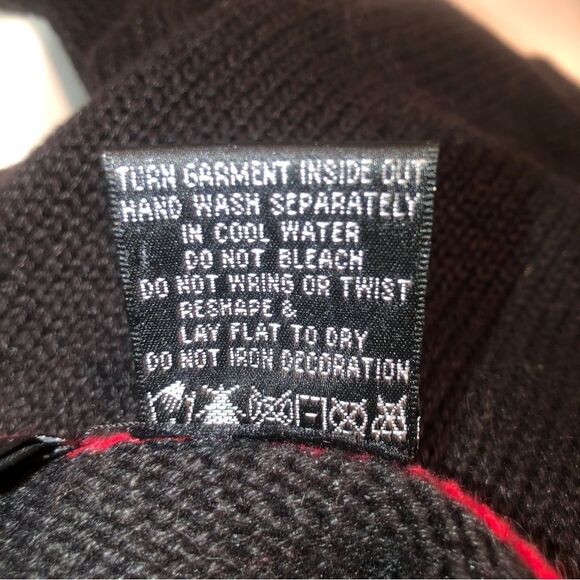 TURN GARMENT INSIDE OUT
HAND WASH SEPARATELY
IN COOL WATER
DO NOT BLEACH
DO NOT WRING OR TWIST
RESHAPE &
LAY FLAT TO DRY
DO NOT IRON DECORATION